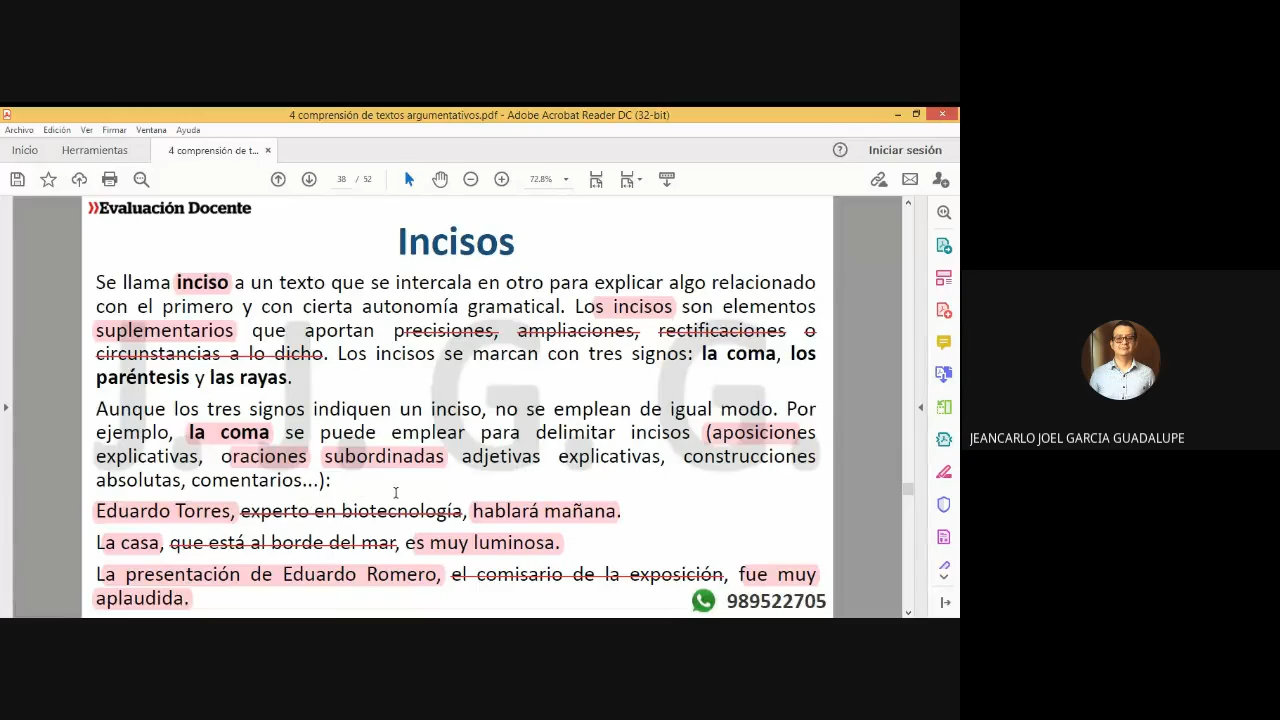 4 comprensión de textos argumentativos.pdf - Adobe Acrobat Reader DC (32-bit)
Archivo Edición Ver Firmar Ventana Ayuda
Inicio Herramientas 4 comprensión de t... × Iniciar sesión
38 / 52 72.8%
»Evaluación Docente
Incisos
Se llama inciso a un texto que se intercala en otro para explicar algo relacionado
con el primero y con cierta autonomía gramatical. Los incisos son elementos
suplementarios que aportan precisiones, ampliaciones, rectificaciones o
circunstancias a lo dicho. Los incisos se marcan con tres signos: la coma, los
paréntesis y las rayas.
Aunque los tres signos indiquen un inciso, no se emplean de igual modo. Por
ejemplo, la coma se puede emplear para delimitar incisos (aposiciones
explicativas, oraciones subordinadas adjetivas explicativas, construcciones
absolutas, comentarios...):
Eduardo Torres, experto en biotecnología, hablará mañana.
La casa, que está al borde del mar, es muy luminosa.
La presentación de Eduardo Romero, el comisario de la exposición, fue muy
aplaudida.
989522705
J.J.G.G.
JEANCARLO JOEL GARCIA GUADALUPE